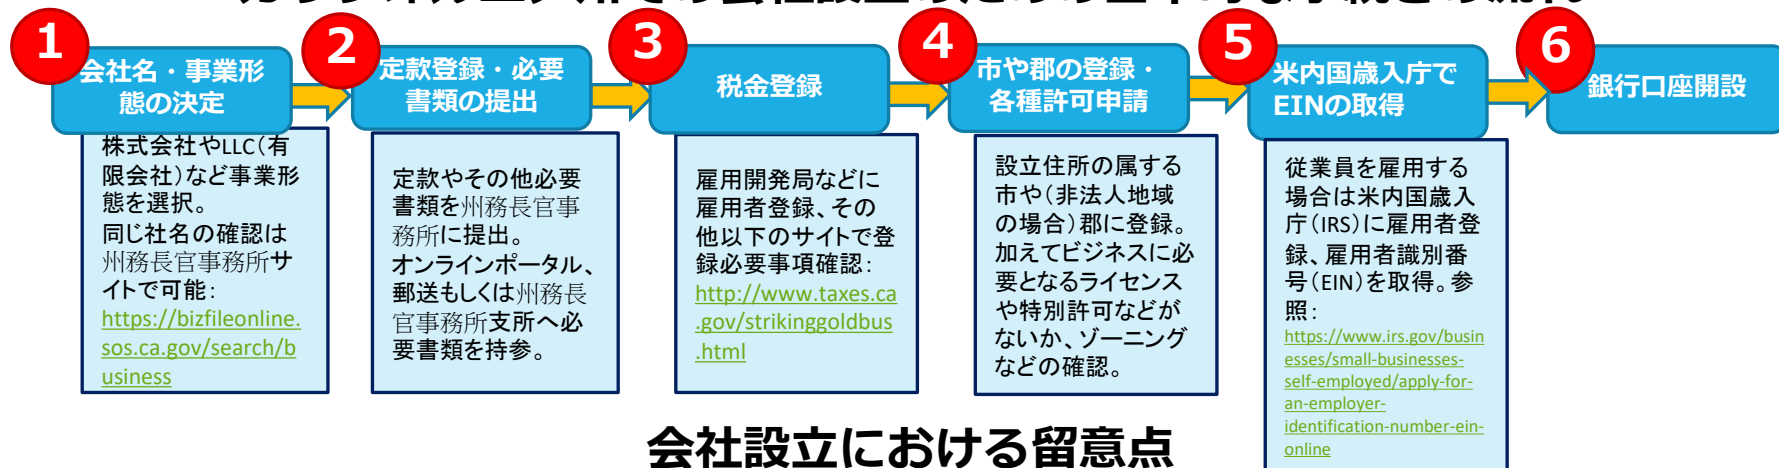 1
会社名・事業形
態の決定
株式会社やLLC(有
限会社)など事業形
態を選択。
同じ社名の確認は
州務長官事務所サ
イトで可能:
https://bizfileonline.
sos.ca.gov/search/b
usiness
2
定款登録・必要
書類の提出
定款やその他必要
書類を州務長官事
務所に提出。
オンラインポータル、
郵送もしくは州務長
官事務所支所へ必
要書類を持参。
3
税金登録
雇用開発局などに
雇用者登録、その
他以下のサイトで登
録必要事項確認:
http://www.taxes.ca
.gov/strikinggoldbus
.html
4
市や郡の登録・
各種許可申請
設立住所の属する
市や(非法人地域
の場合)郡に登録。
加えてビジネスに必
要となるライセンス
や特別許可などが
ないか、ゾーニング
などの確認。
5
米内国歳入庁で
EINの取得
従業員を雇用する
場合は米内国歳入
庁(IRS)に雇用者登
録、雇用者識別番
号(EIN)を取得。参
照:
https://www.irs.gov/busin
esses/small-businesses-
self-employed/apply-for-
an-employer-
identification-number-ein-
online
6
銀行口座開設
会社設立における留意点